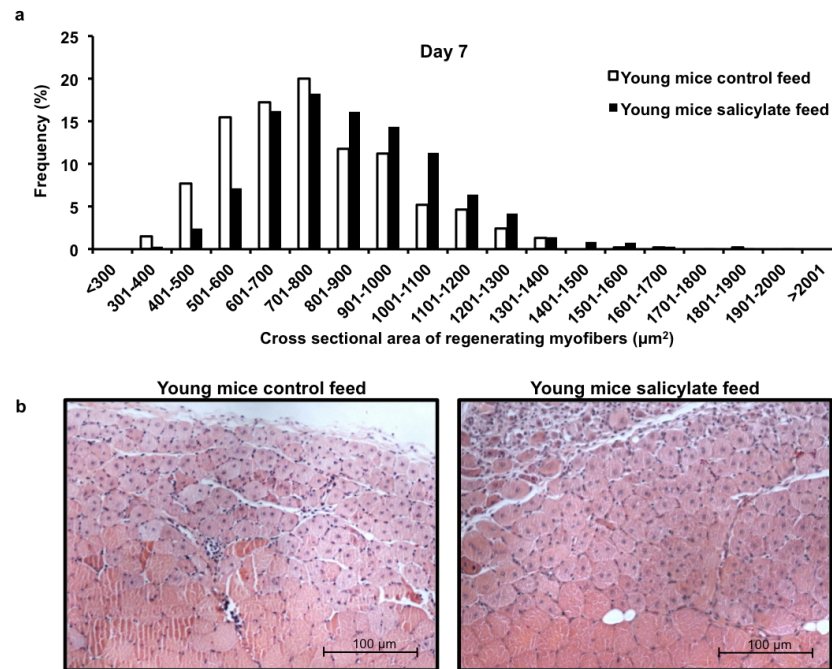 a
Day 7
Frequency (%)
25
20
15
10
5
0
Young mice control feed
Young mice salicylate feed
<300
301-400
401-500
501-600
601-700
701-800
801-900
901-1000
1001-1100
1101-1200
1201-1300
1301-1400
1401-1500
1501-1600
1601-1700
1701-1800
1801-1900
1901-2000
>2001
Cross sectional area of regenerating myofibers (µm²)
b
Young mice control feed
Young mice salicylate feed
100 µm
100 µm